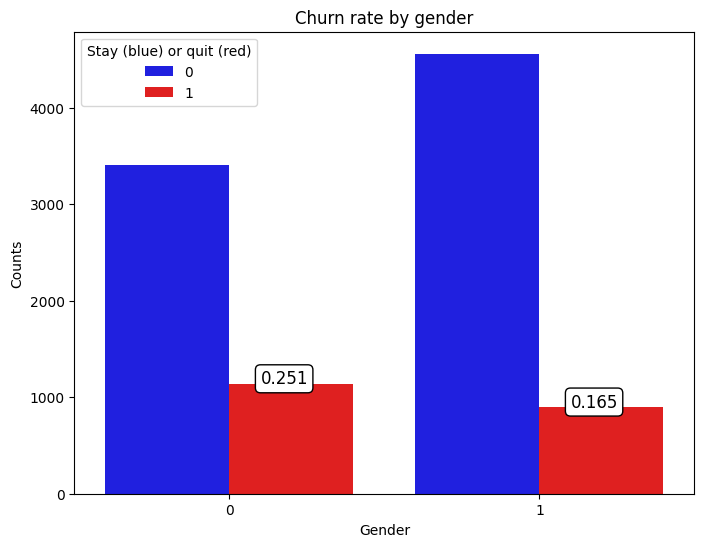 Churn rate by gender
Stay (blue) or quit (red)
0
1
4000
3000
2000
1000
0
Counts
0.251
0.165
0
1
Gender